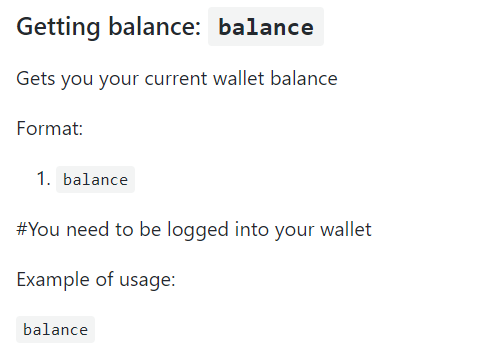 Getting balance: balance
Gets you your current wallet balance
Format:
1. balance
#You need to be logged into your wallet
Example of usage:
balance